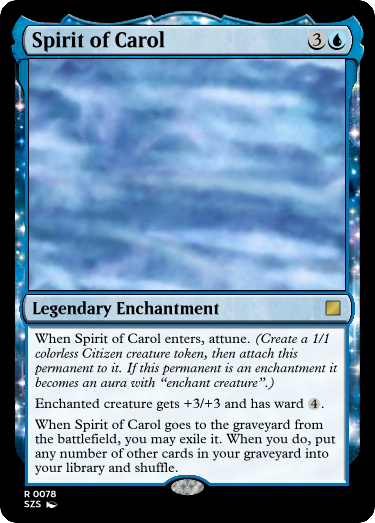 Spirit of Carol 3
Legendary Enchantment
When Spirit of Carol enters, attune. (Create a 1/1
colorless Citizen creature token, then attach this
permanent to it. If this permanent is an enchantment it
becomes an aura with “enchant creature”.)
Enchanted creature gets +3/+3 and has ward 4.
When Spirit of Carol goes to the graveyard from
the battlefield, you may exile it. When you do, put
any number of other cards in your graveyard into
your library and shuffle.
R 0078
SZS